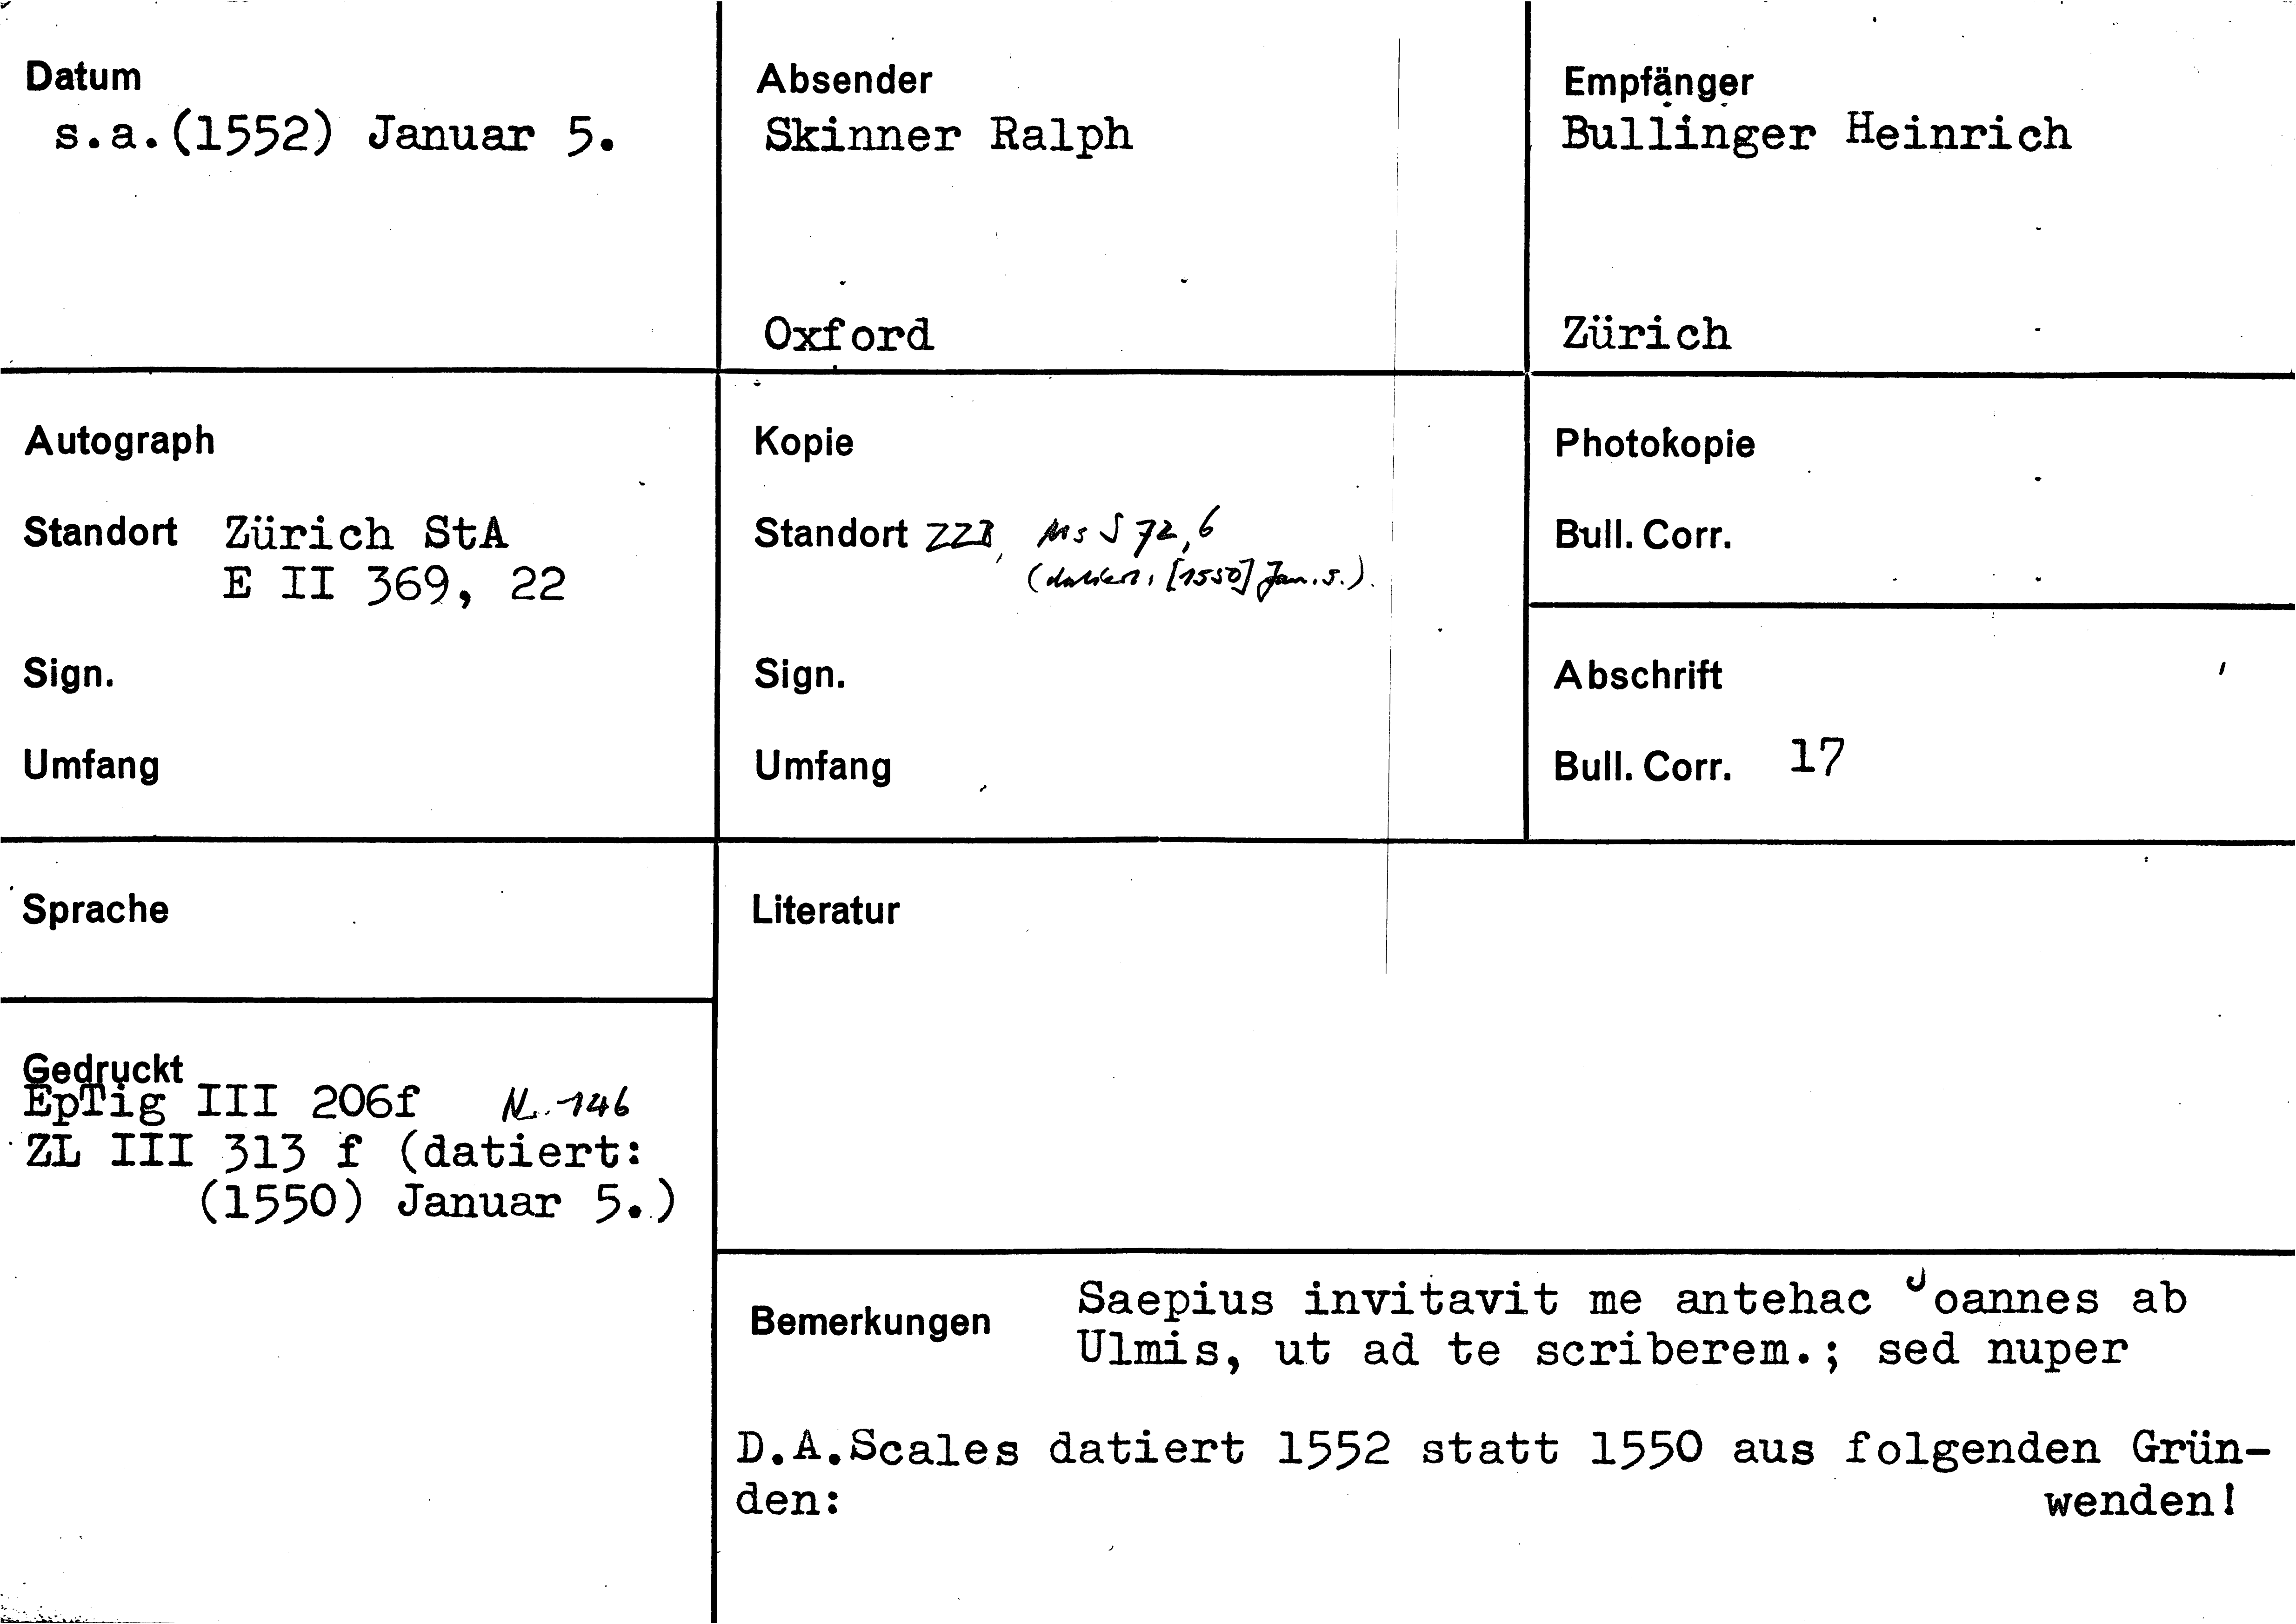 Datum
s.a.(1552) Januar 5.
Absender
Skinner Ralph
Oxford
Empfänger
Bullinger Heinrich
Zürich
Autograph
Standort Zürich StA
E II 369, 22
Sign.
Umfang
Kopie
Standort ZZB, Ms S 72,6
(datiert: [1550] Jan. 5.).
Sign.
Umfang
Photokopie
Bull. Corr.
Abschrift
Bull. Corr. 17
Sprache
Literatur
Gedruckt
EpTig III 206f Nr. 146
ZL III 313 f (datiert:
(1550) Januar 5.)
Bemerkungen
Saepius invitavit me antehac Joannes ab
Ulmis, ut ad te scriberem.; sed nuper
D.A.Scales datiert 1552 statt 1550 aus folgenden Grün-
den: wenden!